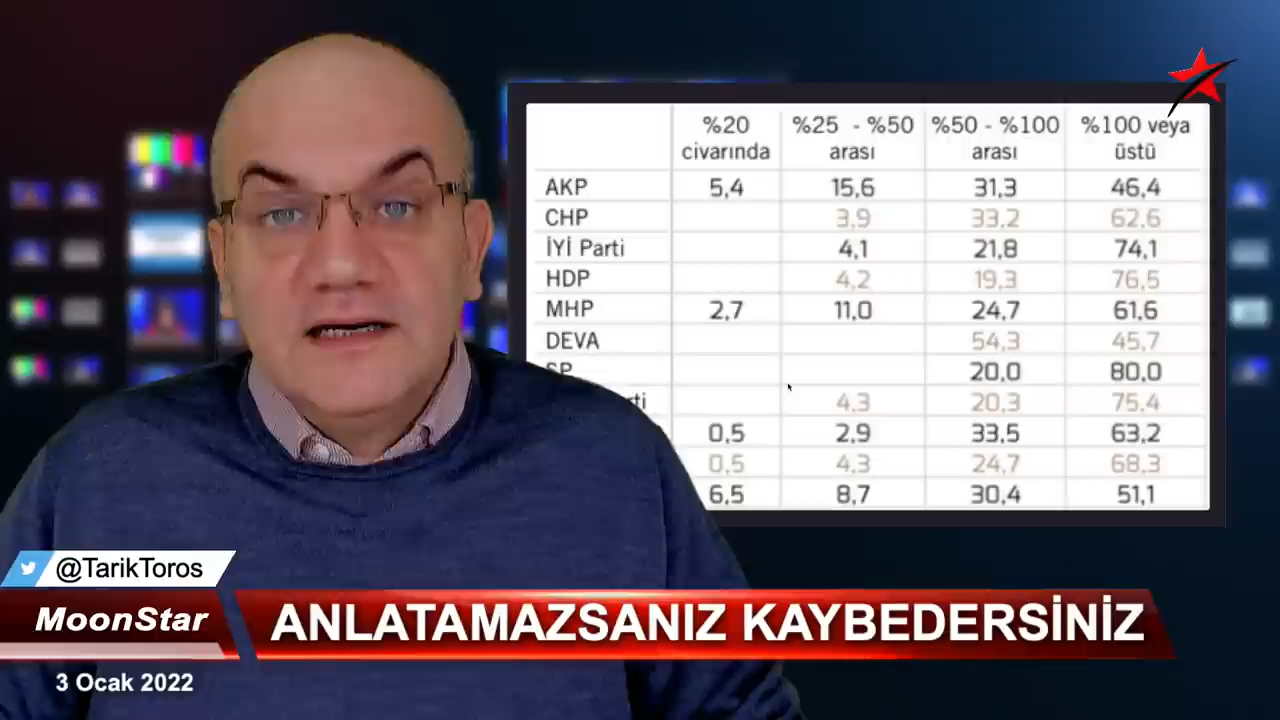 %20 %25 - %50 %50 - %100 %100 veya
civarında arası arası üstü
AKP 5,4 15,6 31,3 46,4
CHP 3,9 33,2 62,6
İYİ Parti 4,1 21,8 74,1
HDP 4,2 19,3 76,5
MHP 2,7 11,0 24,7 61,6
DEVA 54,3 45,7
SP 20,0 80,0
rti 4,3 20,3 75,4
0,5 2,9 33,5 63,2
0,5 4,3 24,7 68,3
6,5 8,7 30,4 51,1
@TarikToros
MoonStar
ANLATAMAZSANIZ KAYBEDERSİNİZ
3 Ocak 2022